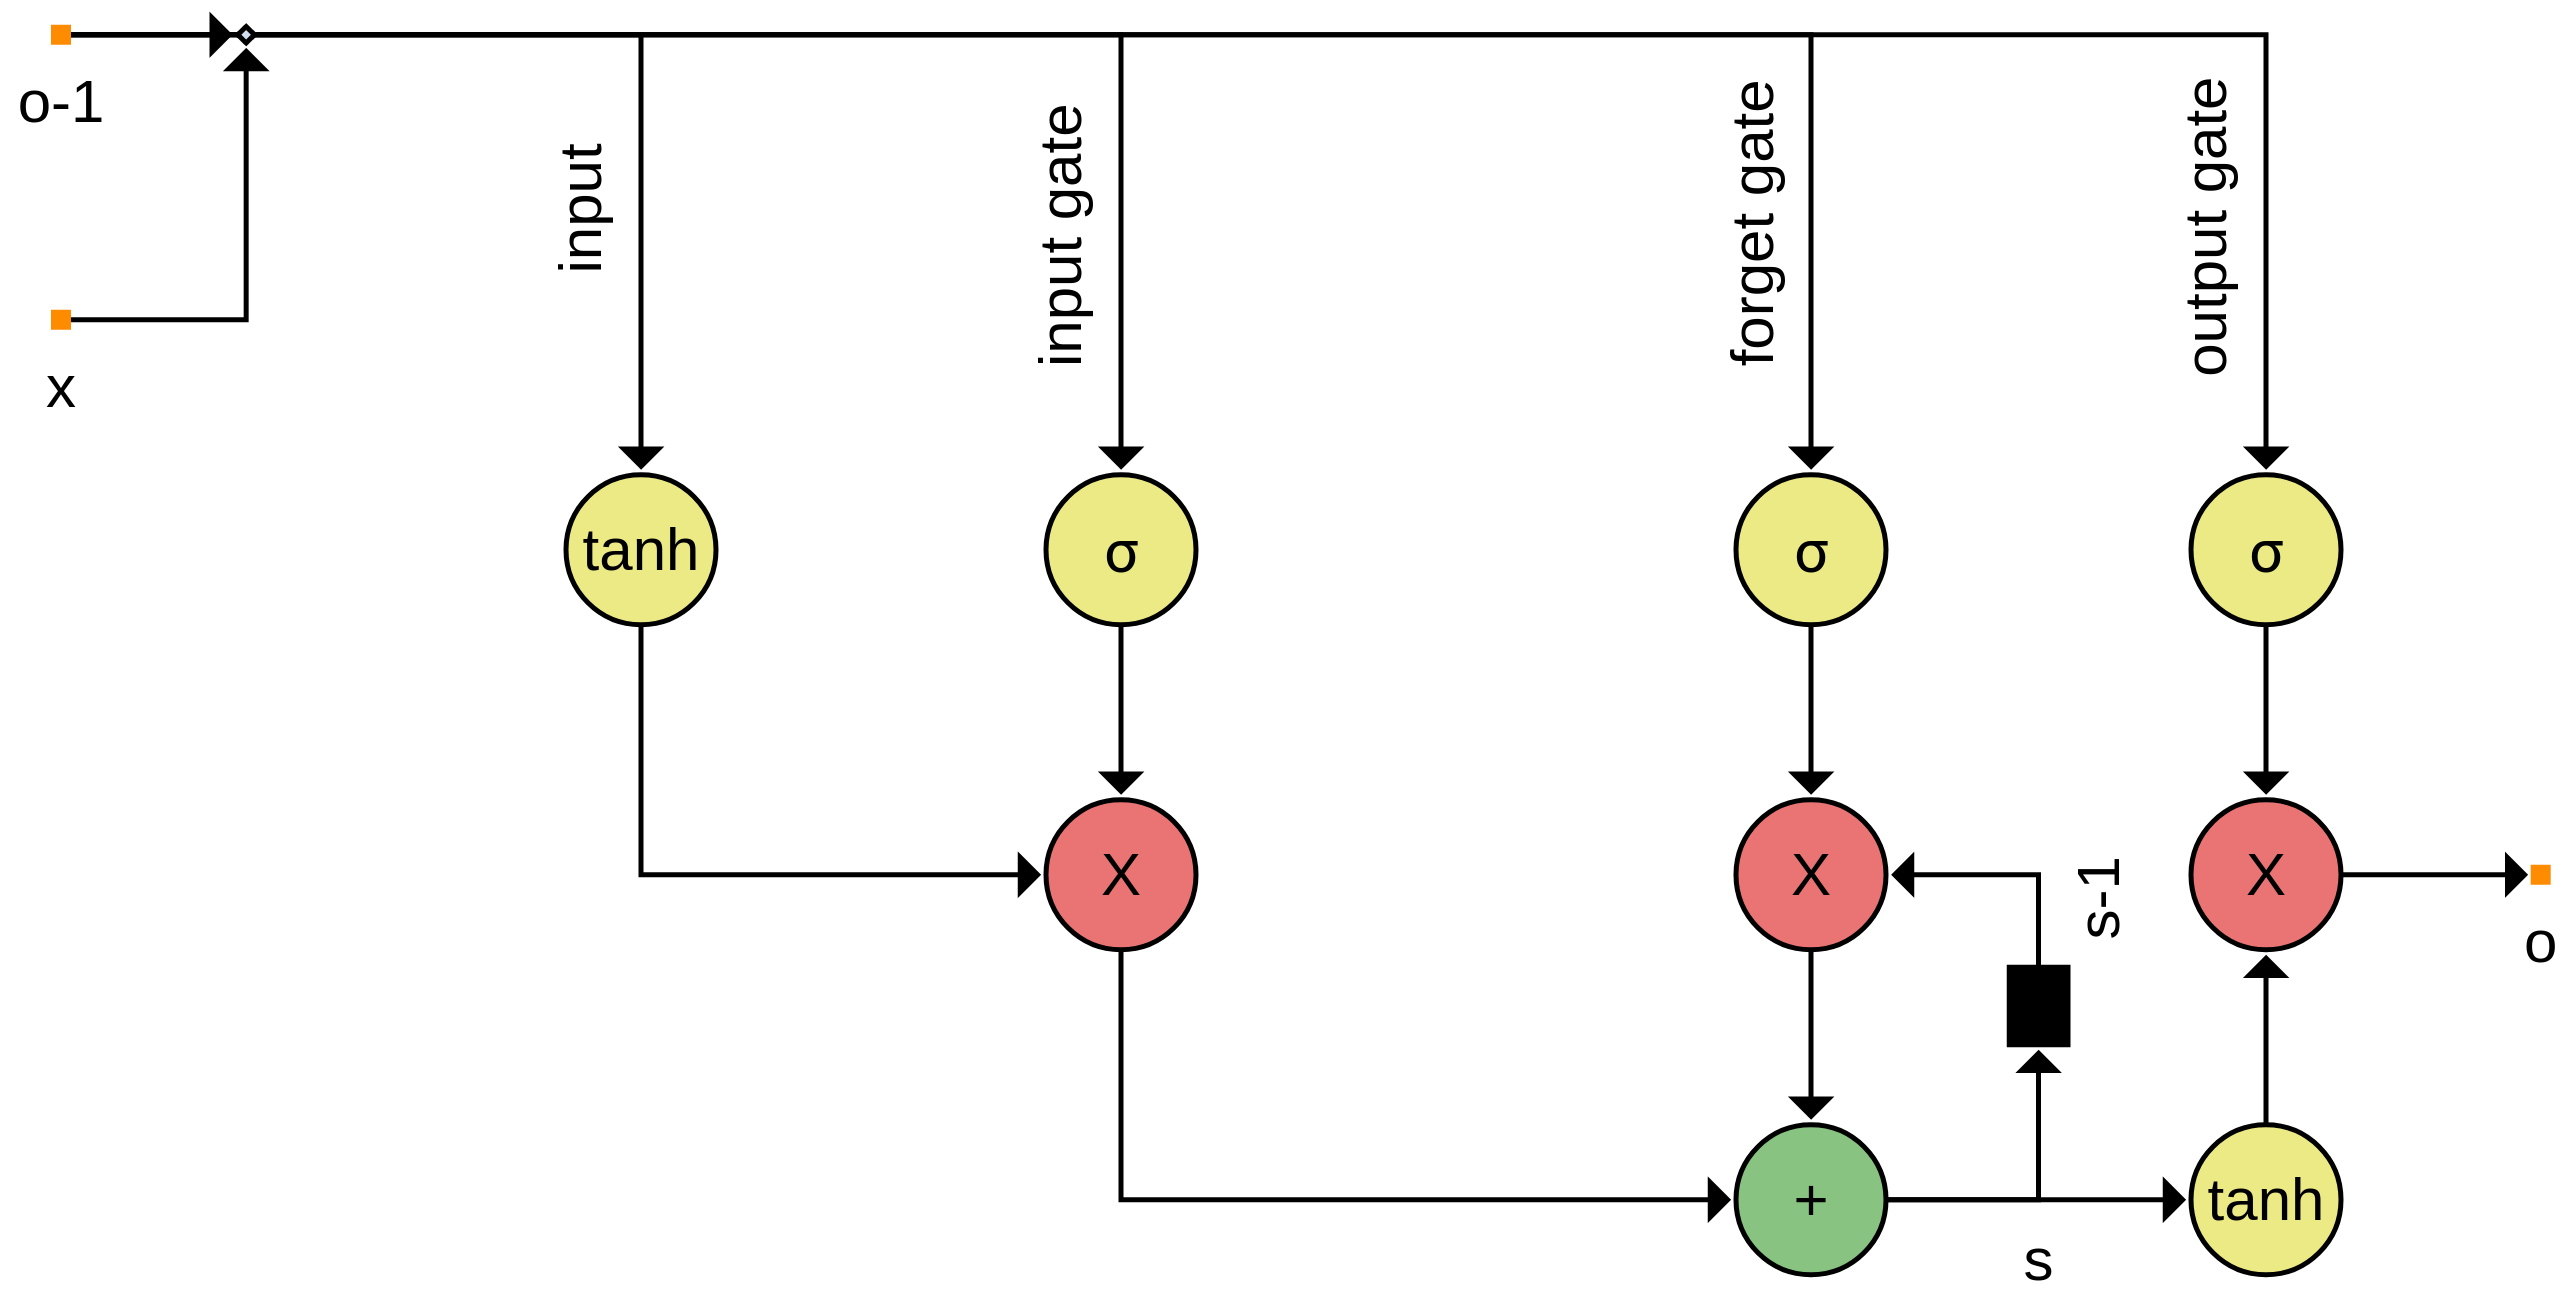 o-1
x
input
input gate
forget gate
output gate
tanh
σ
σ
σ
X
X
s-1
X
o
+
s
tanh